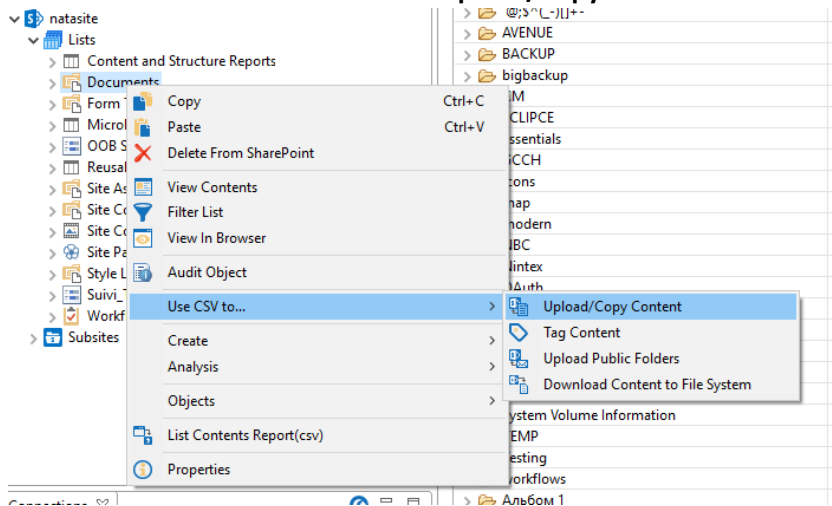 natasite
Lists
Content and Structure Reports
Documents
Form
OOB S
Site As
Site Co
Site Co
Site Pa
Style L
Suivi_
Workf
Subsites
Copy Ctrl+C
Paste Ctrl+V
Delete From SharePoint
View Contents
Filter List
View In Browser
Audit Object
Use CSV to...
Create
Analysis
Objects
List Contents Report(csv)
Properties
Upload/Copy Content
Tag Content
Upload Public Folders
Download Content to File System
AVENUE
BACKUP
bigbackup
CLIPCE
ssentials
CCH
cons
nap
nodern
BC
lintex
OAuth
ystem Volume Information
EMP
esting
vorkflows
Альбом 1